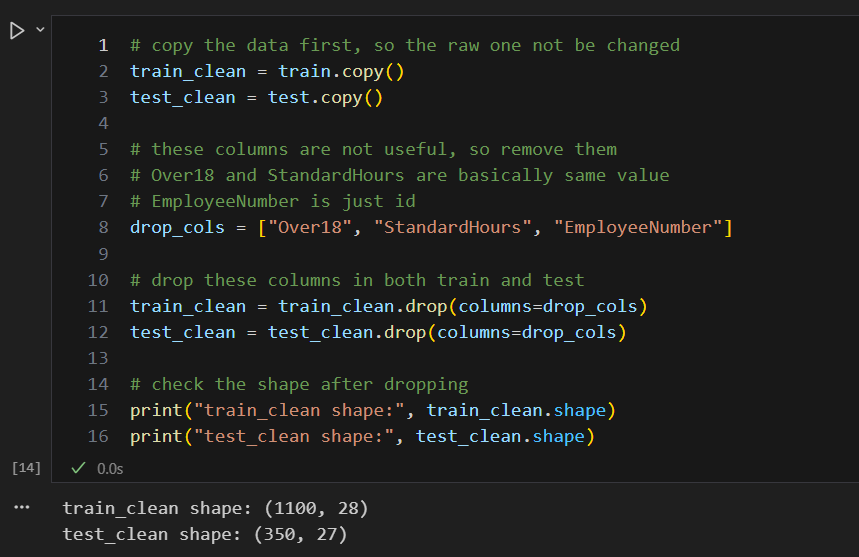 1 # copy the data first, so the raw one not be changed
2 train_clean = train.copy()
3 test_clean = test.copy()
4
5 # these columns are not useful, so remove them
6 # Over18 and StandardHours are basically same value
7 # EmployeeNumber is just id
8 drop_cols = ["Over18", "StandardHours", "EmployeeNumber"]
9
10 # drop these columns in both train and test
11 train_clean = train_clean.drop(columns=drop_cols)
12 test_clean = test_clean.drop(columns=drop_cols)
13
14 # check the shape after dropping
15 print("train_clean shape:", train_clean.shape)
16 print("test_clean shape:", test_clean.shape)
[14] ✓ 0.0s
... train_clean shape: (1100, 28)
test_clean shape: (350, 27)